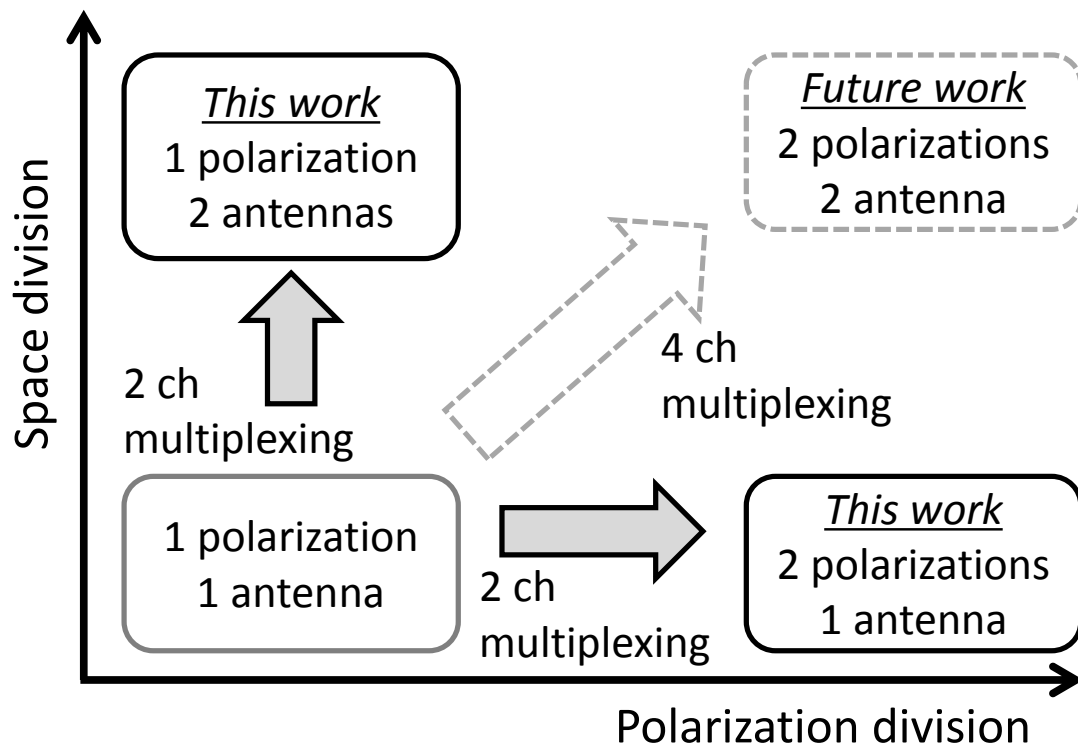 This work
1 polarization
2 antennas
Future work
2 polarizations
2 antenna
Space division
2 ch
multiplexing
4 ch
multiplexing
1 polarization
1 antenna
2 ch
multiplexing
This work
2 polarizations
1 antenna
Polarization division